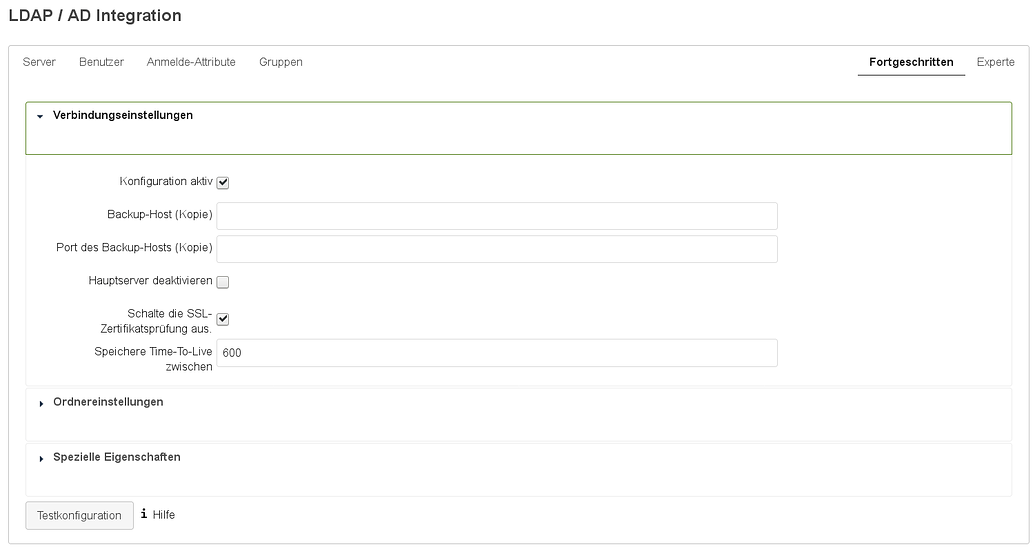 LDAP / AD Integration
Server Benutzer Anmelde-Attribute Gruppen Fortgeschritten Experte
Verbindungseinstellungen
Konfiguration aktiv
Backup-Host (Kopie)
Port des Backup-Hosts (Kopie)
Hauptserver deaktivieren
Schalte die SSL-
Zertifikatsprüfung aus.
Speichere Time-To-Live 600
zwischen
Ordnereinstellungen
Spezielle Eigenschaften
Testkonfiguration i Hilfe